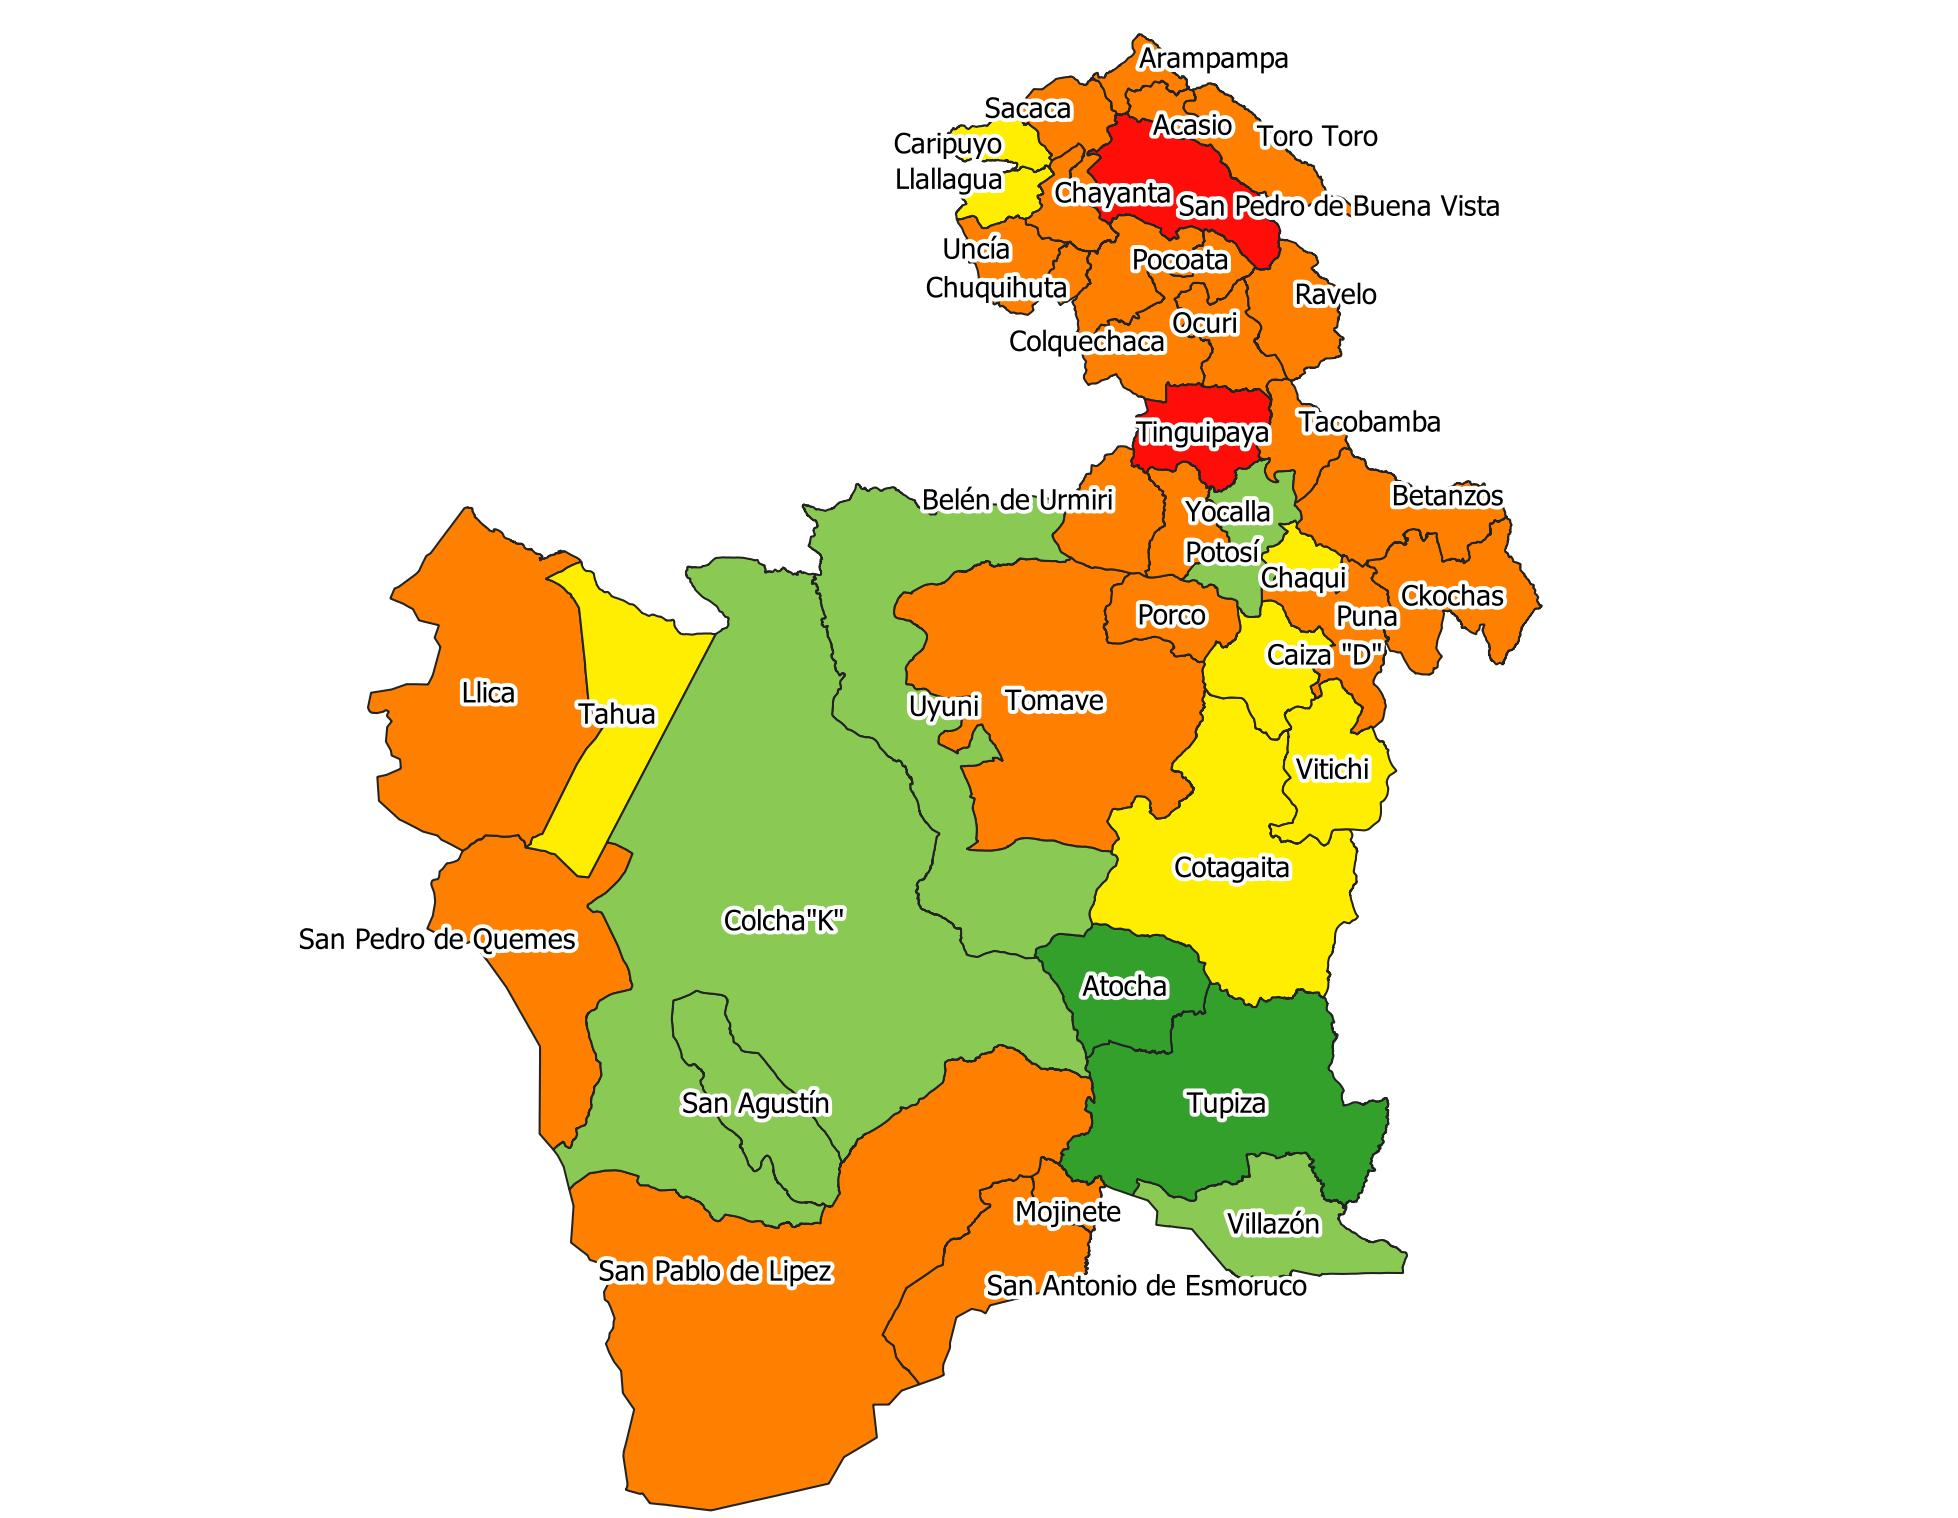 Arampampa
Sacaca
Acasio
Toro Toro
Caripuyo
Llallagua
Chayanta
San Pedro de Buena Vista
Uncía
Pocoata
Chuquihuta
Ravelo
Ocuri
Colquechaca
Tinguipaya
Tacobamba
Betanzos
Belén de Urmiri
Yocalla
Potosí
Chaqui
Ckochas
Porco
Puna
Caiza "D"
Llica
Tahua
Uyuni
Tomave
Vitichi
Cotagaita
Colcha"K"
San Pedro de Quemes
Atocha
San Agustín
Tupiza
Mojinete
Villazón
San Pablo de Lipez
San Antonio de Esmoruco